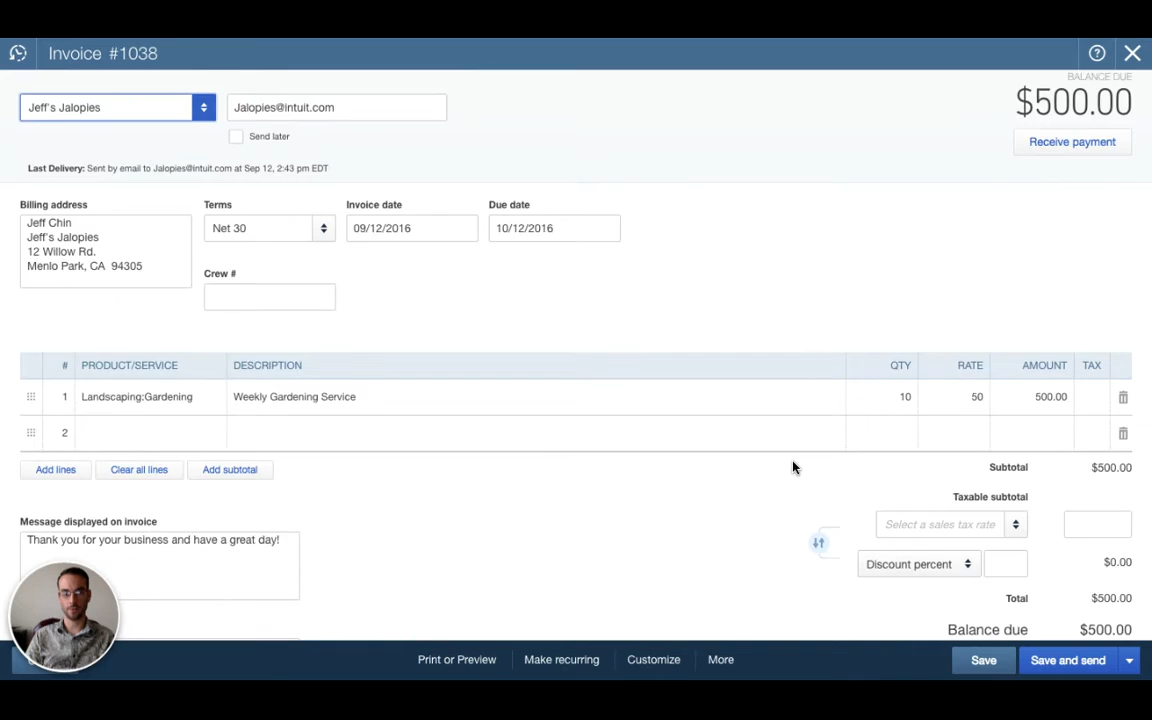 Invoice #1038
BALANCE DUE
$500.00
Jeff's Jalopies
Jalopies@intuit.com
Send later
Receive payment
Last Delivery: Sent by email to Jalopies@intuit.com at Sep 12, 2:43 pm EDT
Billing address
Jeff Chin
Jeff's Jalopies
12 Willow Rd.
Menlo Park, CA 94305
Terms
Net 30
Invoice date
09/12/2016
Due date
10/12/2016
Crew #
# PRODUCT/SERVICE DESCRIPTION QTY RATE AMOUNT TAX
1 Landscaping:Gardening Weekly Gardening Service 10 50 500.00
2
Add lines Clear all lines Add subtotal
Subtotal $500.00
Taxable subtotal
Select a sales tax rate
Discount percent $0.00
Total $500.00
Balance due $500.00
Message displayed on invoice
Thank you for your business and have a great day!
Print or Preview Make recurring Customize More Save Save and send